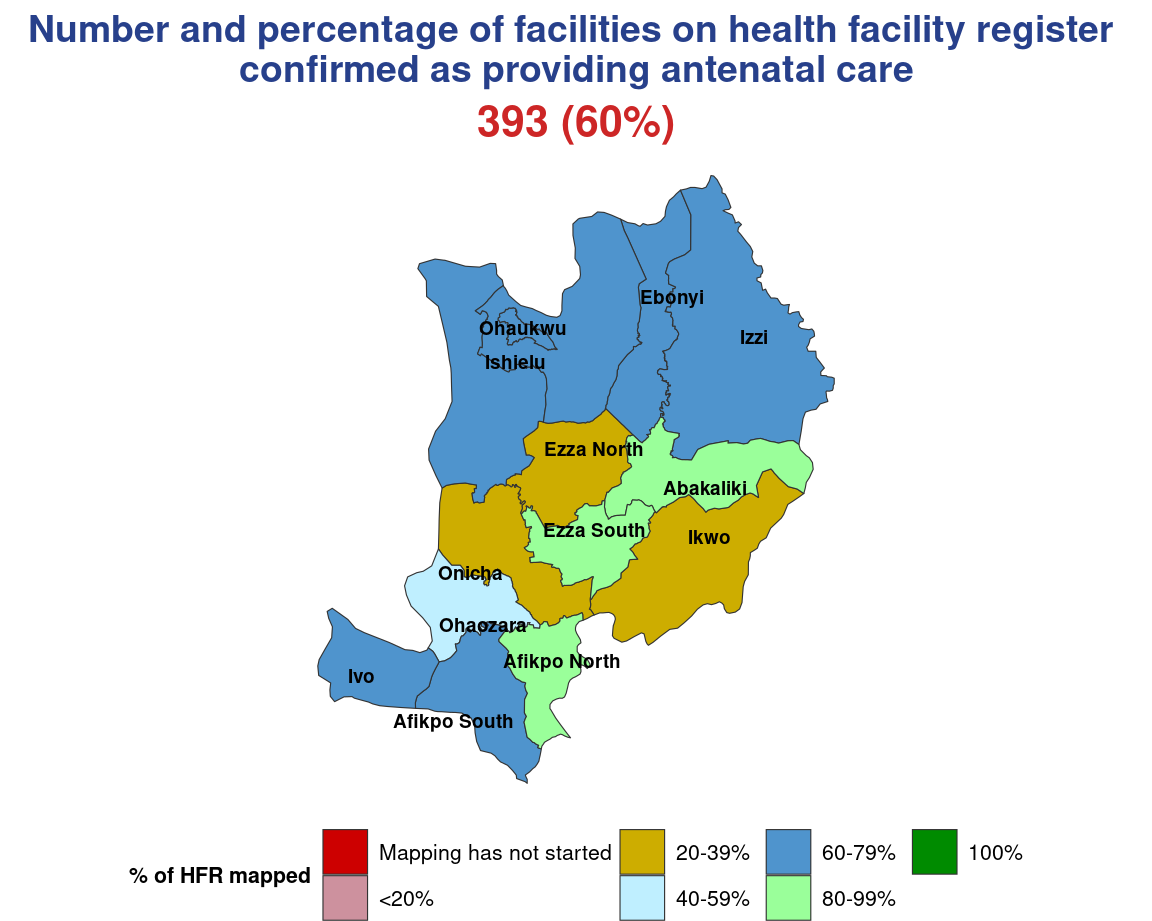 Number and percentage of facilities on health facility register
confirmed as providing antenatal care
393 (60%)
Ebonyi
Ohaukwu
Izzi
Ishielu
Ezza North
Abakaliki
Ezza South
Ikwo
Onicha
Ohaozara
Afikpo North
Ivo
Afikpo South
% of HFR mapped
Mapping has not started
<20%
20-39%
40-59%
60-79%
80-99%
100%